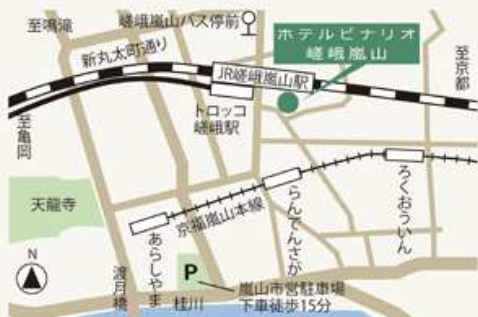 至鳴滝
嵯峨嵐山バス停前
ホテルビナリオ
嵯峨嵐山
新丸太町通り
至京都
JR嵯峨嵐山駅
トロッコ
嵯峨駅
至亀岡
天龍寺
京福嵐山本線
あらしやま
らんでんさが
ろくおういん
N
渡月橋
P
桂川
嵐山市営駐車場
下車徒歩15分